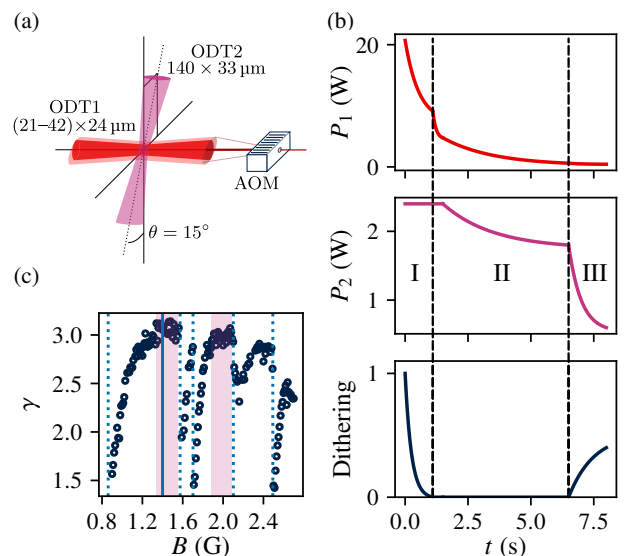 (a)
ODT2
140 × 33 μm
ODT1
(21–42)×24 μm
AOM
θ = 15°
(b)
20
0
P₁ (W)
2
1
P₂ (W)
I
II
III
1
0
Dithering
0.0
2.5
5.0
7.5
t (s)
(c)
3.0
2.5
2.0
1.5
γ
0.8
1.2
1.6
2.0
2.4
B (G)